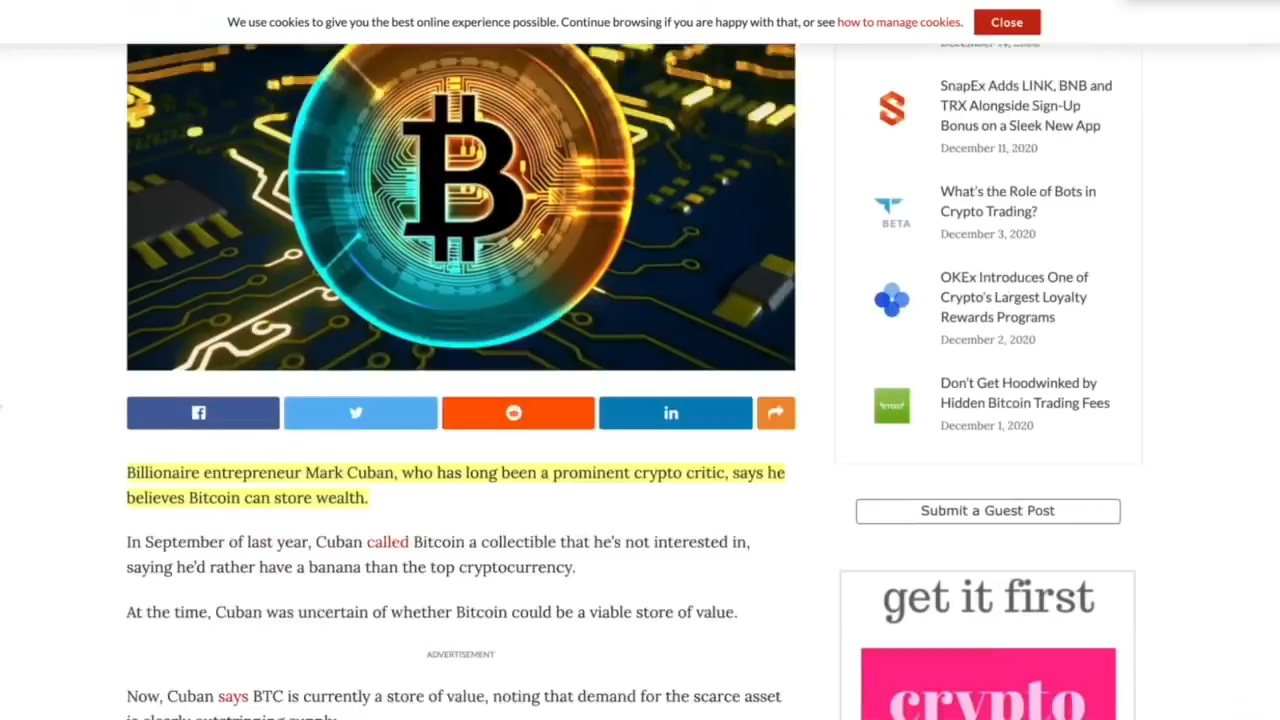 We use cookies to give you the best online experience possible. Continue browsing if you are happy with that, or see how to manage cookies.
Close
SnapEx Adds LINK, BNB and
TRX Alongside Sign-Up
Bonus on a Sleek New App
December 11, 2020
What's the Role of Bots in
Crypto Trading?
December 3, 2020
BETA
OKEx Introduces One of
Crypto's Largest Loyalty
Rewards Programs
December 2, 2020
Don't Get Hoodwinked by
Hidden Bitcoin Trading Fees
December 1, 2020
Billionaire entrepreneur Mark Cuban, who has long been a prominent crypto critic, says he
believes Bitcoin can store wealth.
In September of last year, Cuban called Bitcoin a collectible that he's not interested in,
saying he'd rather have a banana than the top cryptocurrency.
At the time, Cuban was uncertain of whether Bitcoin could be a viable store of value.
ADVERTISEMENT
Now, Cuban says BTC is currently a store of value, noting that demand for the scarce asset
is clearly outstripping supply.
Submit a Guest Post
get it first
crypto